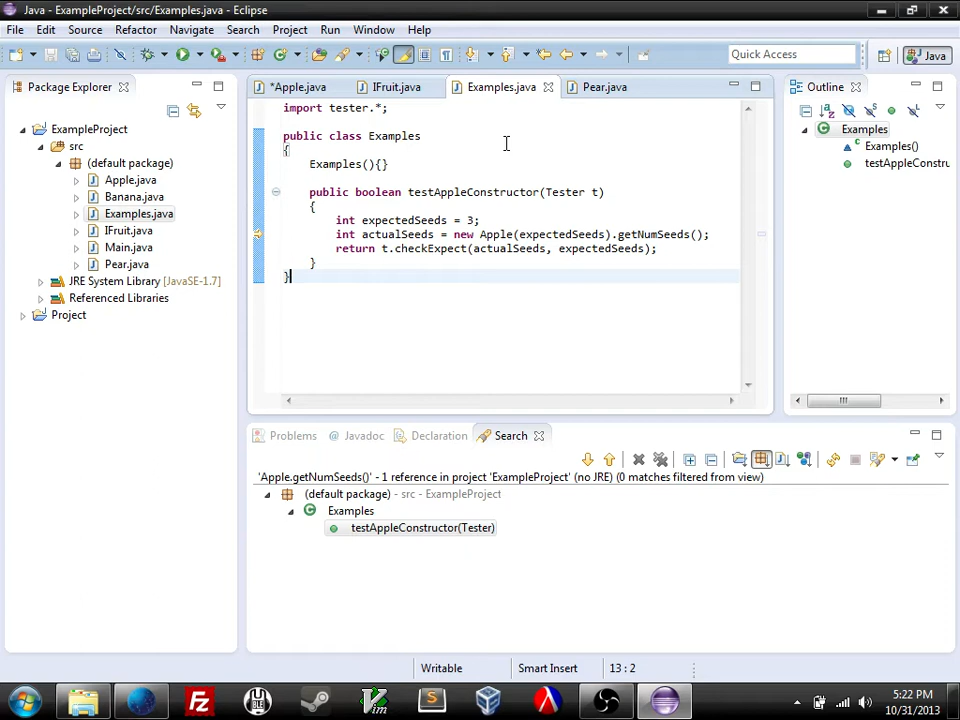 Java - ExampleProject/src/Examples.java - Eclipse
File Edit Source Refactor Navigate Search Project Run Window Help
Quick Access
Java
Package Explorer
ExampleProject
src
(default package)
Apple.java
Banana.java
Examples.java
IFruit.java
Main.java
Pear.java
JRE System Library [JavaSE-1.7]
Referenced Libraries
Project
*Apple.java IFruit.java Examples.java Pear.java
import tester.*;
public class Examples
{
Examples(){}
public boolean testAppleConstructor(Tester t)
{
int expectedSeeds = 3;
int actualSeeds = new Apple(expectedSeeds).getNumSeeds();
return t.checkExpect(actualSeeds, expectedSeeds);
}
}
Outline
Examples
Examples()
testAppleConstru
Problems @ Javadoc Declaration Search
'Apple.getNumSeeds()' - 1 reference in project 'ExampleProject' (no JRE) (0 matches filtered from view)
(default package) - src - ExampleProject
Examples
testAppleConstructor(Tester)
Writable Smart Insert 13 : 2
5:22 PM
10/31/2013